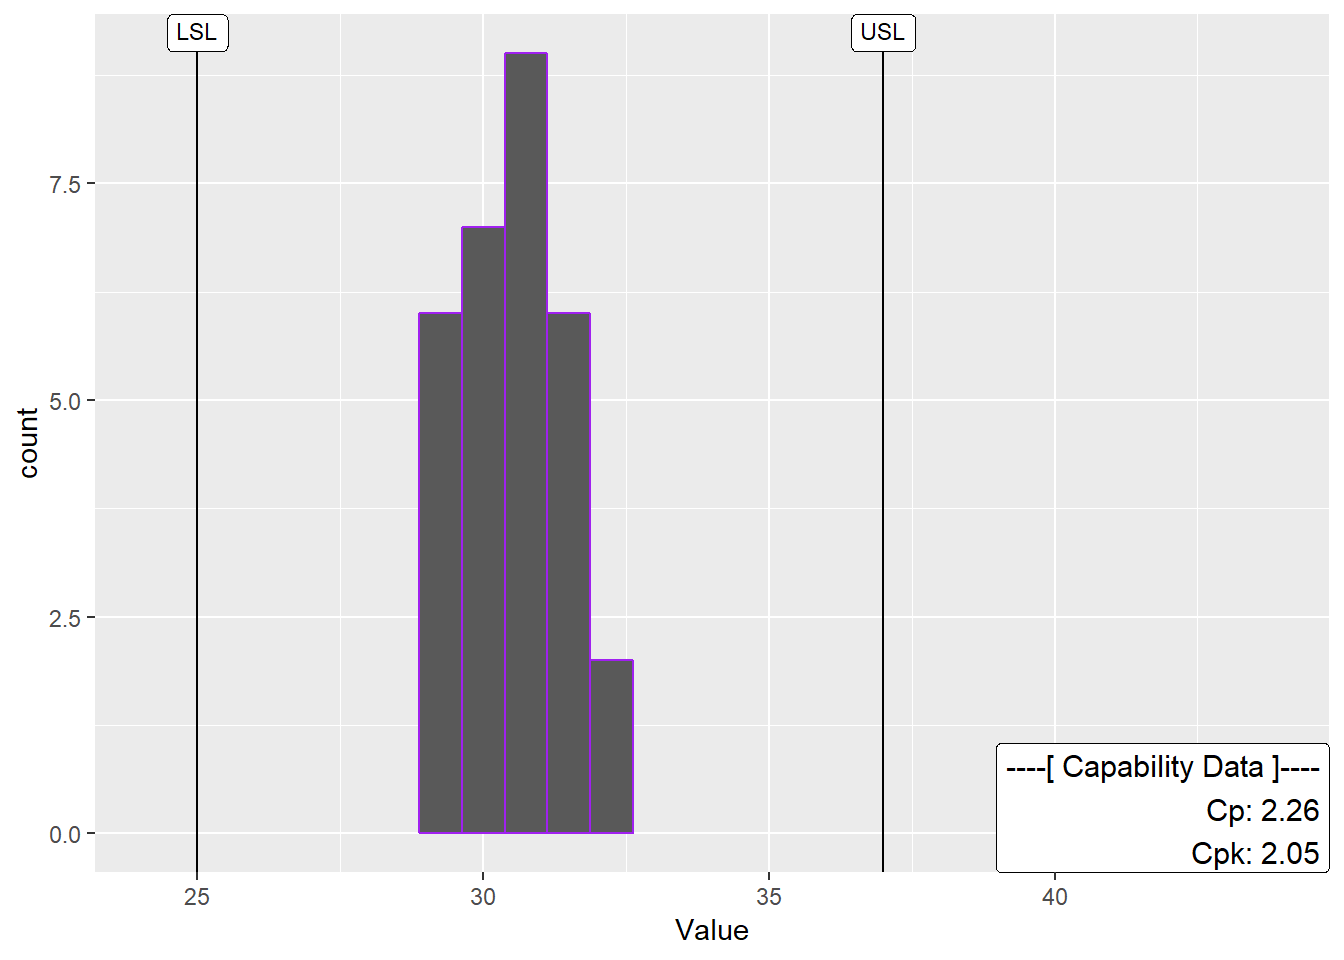 LSL
USL
7.5
5.0
2.5
0.0
count
25
30
35
40
Value
----[ Capability Data ]----
Cp: 2.26
Cpk: 2.05